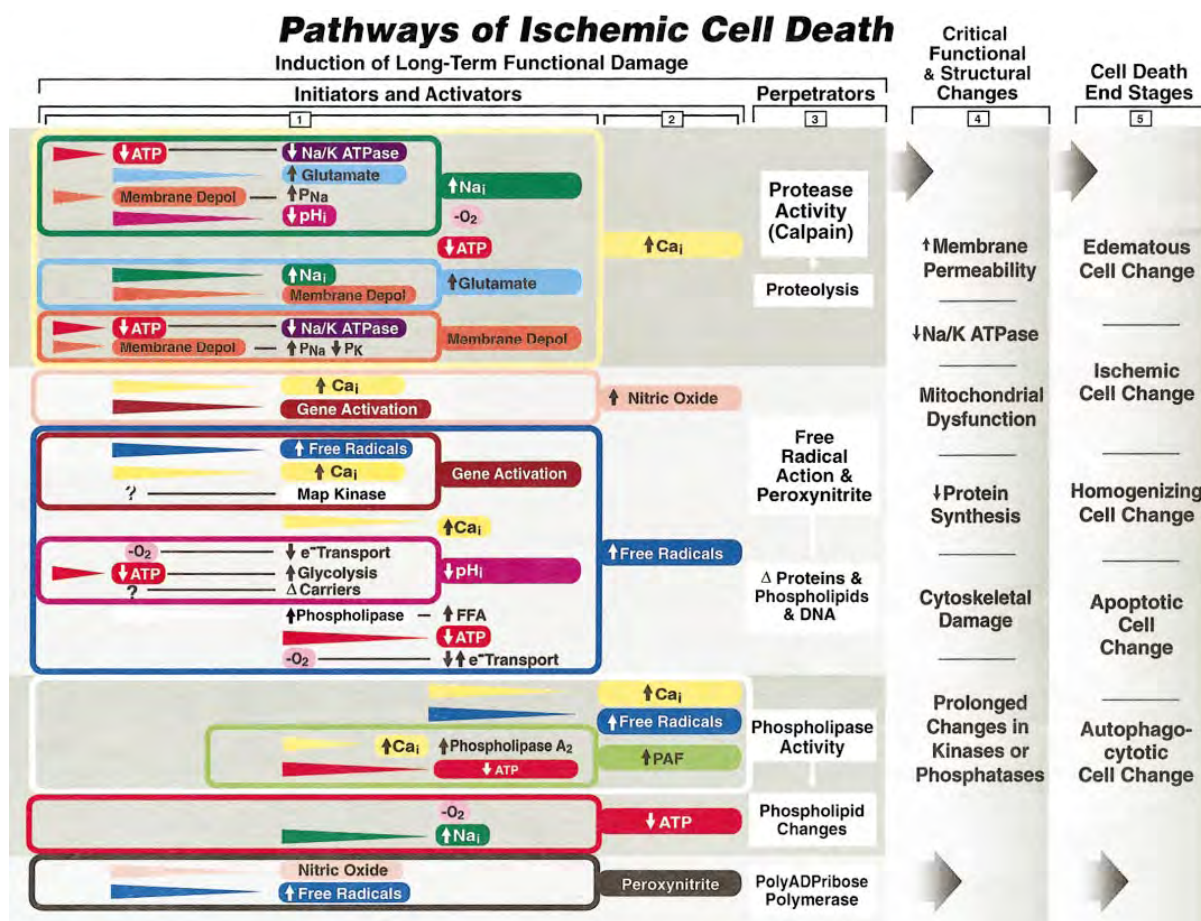 Pathways of Ischemic Cell Death
Induction of Long-Term Functional Damage
Critical
Functional
& Structural
Changes
Cell Death
End Stages
Initiators and Activators
Perpetrators
1
2
3
4
5
↓ATP
↓Na/K ATPase
↑Glutamate
Membrane Depol
↑PNa
↓pHi
↑Nai
-O2
↓ATP
↑Nai
Membrane Depol
↑Glutamate
↓ATP
↓Na/K ATPase
Membrane Depol
↑PNa ↓PK
Membrane Depol
↑Cai
Protease
Activity
(Calpain)
Proteolysis
↑Cai
Gene Activation
↑ Nitric Oxide
↑Free Radicals
↑Cai
? Map Kinase
Gene Activation
↑Cai
-O2 ↓e-Transport
↓ATP ↑Glycolysis
? Δ Carriers
↓pHi
↑Phospholipase – ↑FFA
↓ATP
-O2 ↓↑e-Transport
↑Free Radicals
Free
Radical
Action &
Peroxynitrite
Δ Proteins &
Phospholipids
& DNA
↑Cai
↑Free Radicals
↑Cai ↑Phospholipase A2
↓ATP
↑PAF
Phospholipase
Activity
-O2
↑Nai
↓ATP
Phospholipid
Changes
Nitric Oxide
↑Free Radicals
Peroxynitrite
PolyADPribose
Polymerase
↑Membrane
Permeability
↓Na/K ATPase
Mitochondrial
Dysfunction
↓Protein
Synthesis
Cytoskeletal
Damage
Prolonged
Changes in
Kinases or
Phosphatases
Edematous
Cell Change
Ischemic
Cell Change
Homogenizing
Cell Change
Apoptotic
Cell
Change
Autophago-
cytotic
Cell Change